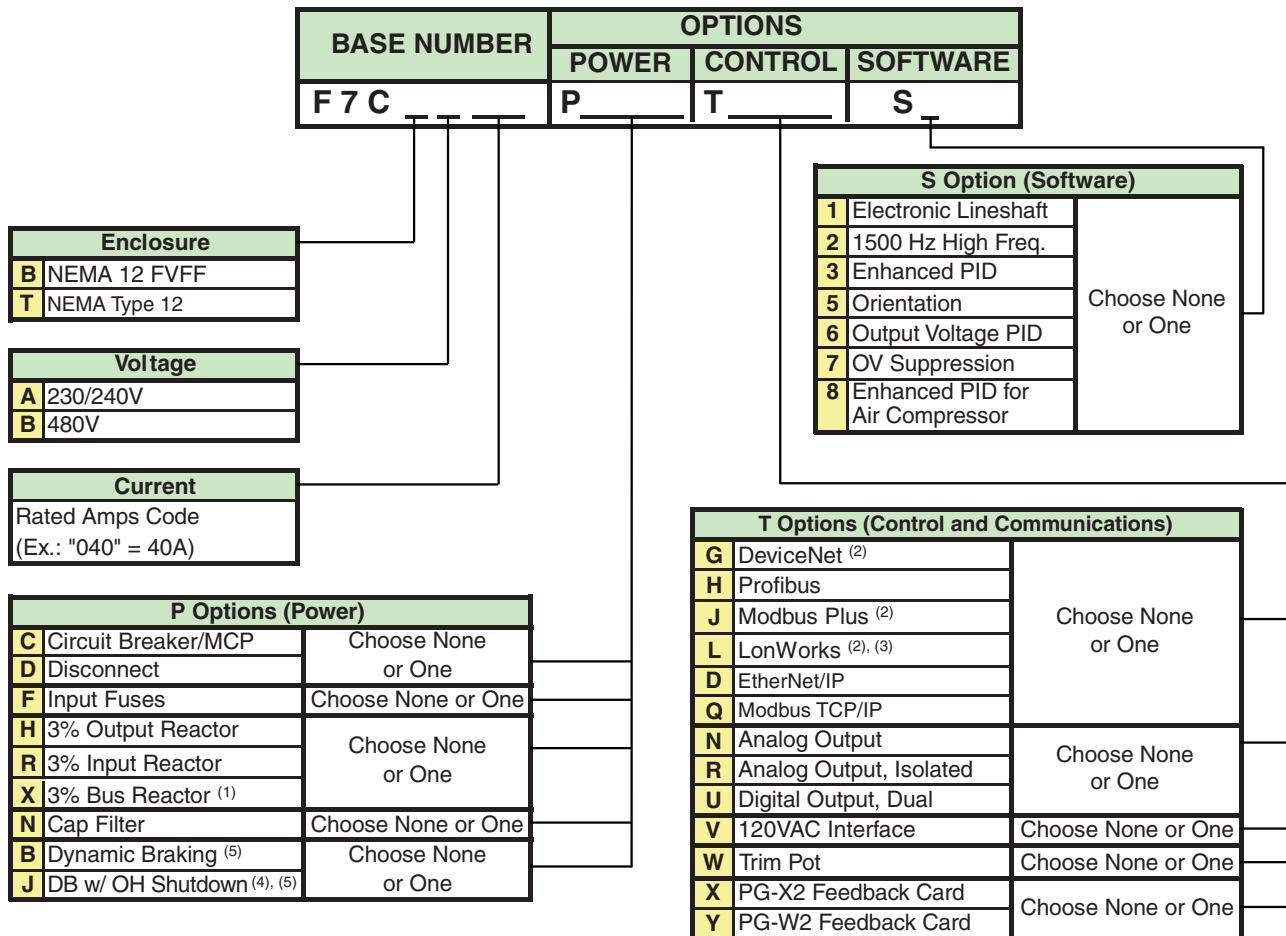 BASE NUMBER
OPTIONS
POWER CONTROL SOFTWARE
F 7 C _ _ __ P______ T______ S _
S Option (Software)
1 Electronic Lineshaft
2 1500 Hz High Freq.
3 Enhanced PID
5 Orientation
6 Output Voltage PID
7 OV Suppression
8 Enhanced PID for
Air Compressor
Choose None
or One
Enclosure
B NEMA 12 FVFF
T NEMA Type 12
Voltage
A 230/240V
B 480V
Current
Rated Amps Code
(Ex.: "040" = 40A)
P Options (Power)
C Circuit Breaker/MCP
D Disconnect
Choose None
or One
F Input Fuses Choose None or One
H 3% Output Reactor
R 3% Input Reactor
X 3% Bus Reactor (1)
Choose None
or One
N Cap Filter Choose None or One
B Dynamic Braking (5)
J DB w/ OH Shutdown (4), (5)
Choose None
or One
T Options (Control and Communications)
G DeviceNet (2)
H Profibus
J Modbus Plus (2)
L LonWorks (2), (3)
D EtherNet/IP
Q Modbus TCP/IP
Choose None
or One
N Analog Output
R Analog Output, Isolated
U Digital Output, Dual
Choose None
or One
V 120VAC Interface Choose None or One
W Trim Pot Choose None or One
X PG-X2 Feedback Card
Y PG-W2 Feedback Card
Choose None or One